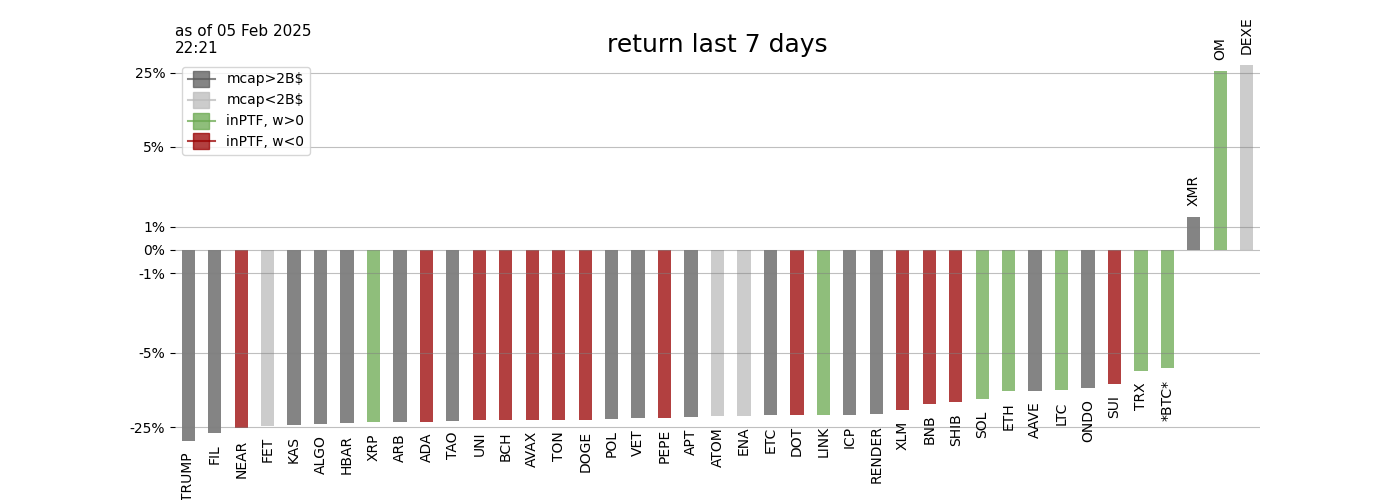 as of 05 Feb 2025
22:21
return last 7 days
mcap>2B$
mcap<2B$
inPTF, w>0
inPTF, w<0
25%
5%
1%
0%
-1%
-5%
-25%
TRUMP
FIL
NEAR
FET
KAS
ALGO
HBAR
XRP
ARB
ADA
TAO
UNI
BCH
AVAX
TON
DOGE
POL
VET
PEPE
APT
ATOM
ENA
ETC
DOT
LINK
ICP
RENDER
XLM
BNB
SHIB
SOL
ETH
AAVE
LTC
ONDO
SUI
TRX
*BTC*
XMR
OM
DEXE